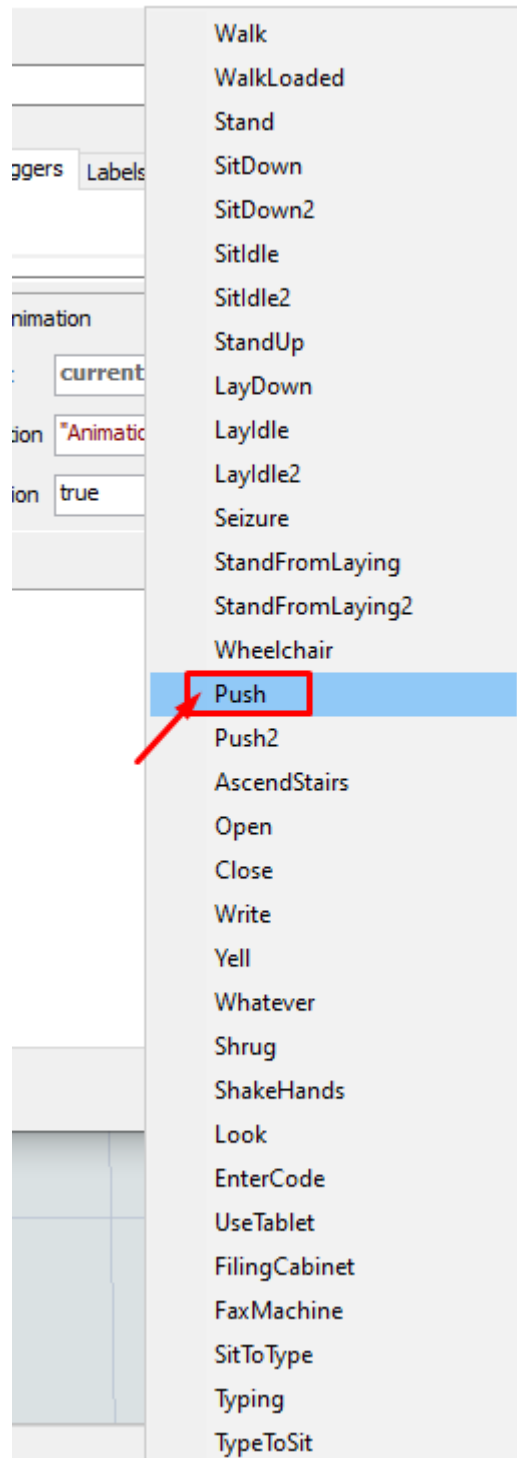 Walk
WalkLoaded
Stand
SitDown
ggers Labels
SitDown2
SitIdle
SitIdle2
nimation
StandUp
current
LayDown
ion "Animatio
LayIdle
LayIdle2
ion true
Seizure
StandFromLaying
StandFromLaying2
Wheelchair
Push
Push2
AscendStairs
Open
Close
Write
Yell
Whatever
Shrug
ShakeHands
Look
EnterCode
UseTablet
FilingCabinet
FaxMachine
SitToType
Typing
TypeToSit